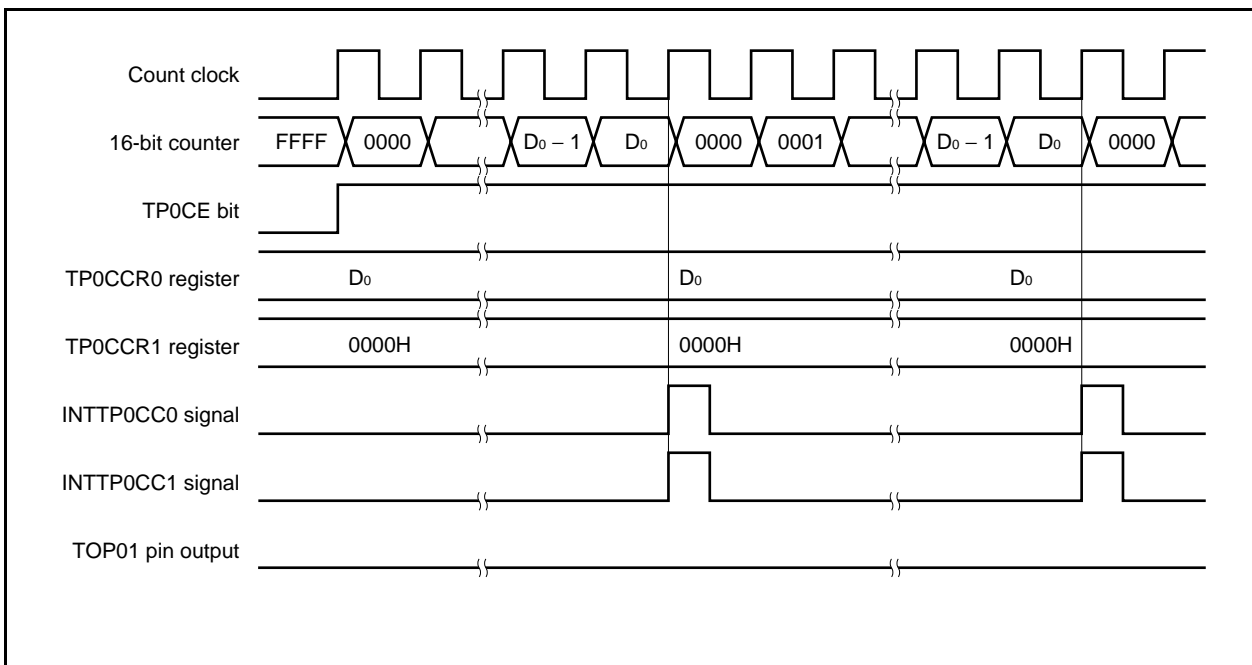 Count clock
16-bit counter FFFF 0000 D₀ – 1 D₀ 0000 0001 D₀ – 1 D₀ 0000
TP0CE bit
TP0CCR0 register D₀ D₀ D₀
TP0CCR1 register 0000H 0000H 0000H
INTTP0CC0 signal
INTTP0CC1 signal
TOP01 pin output